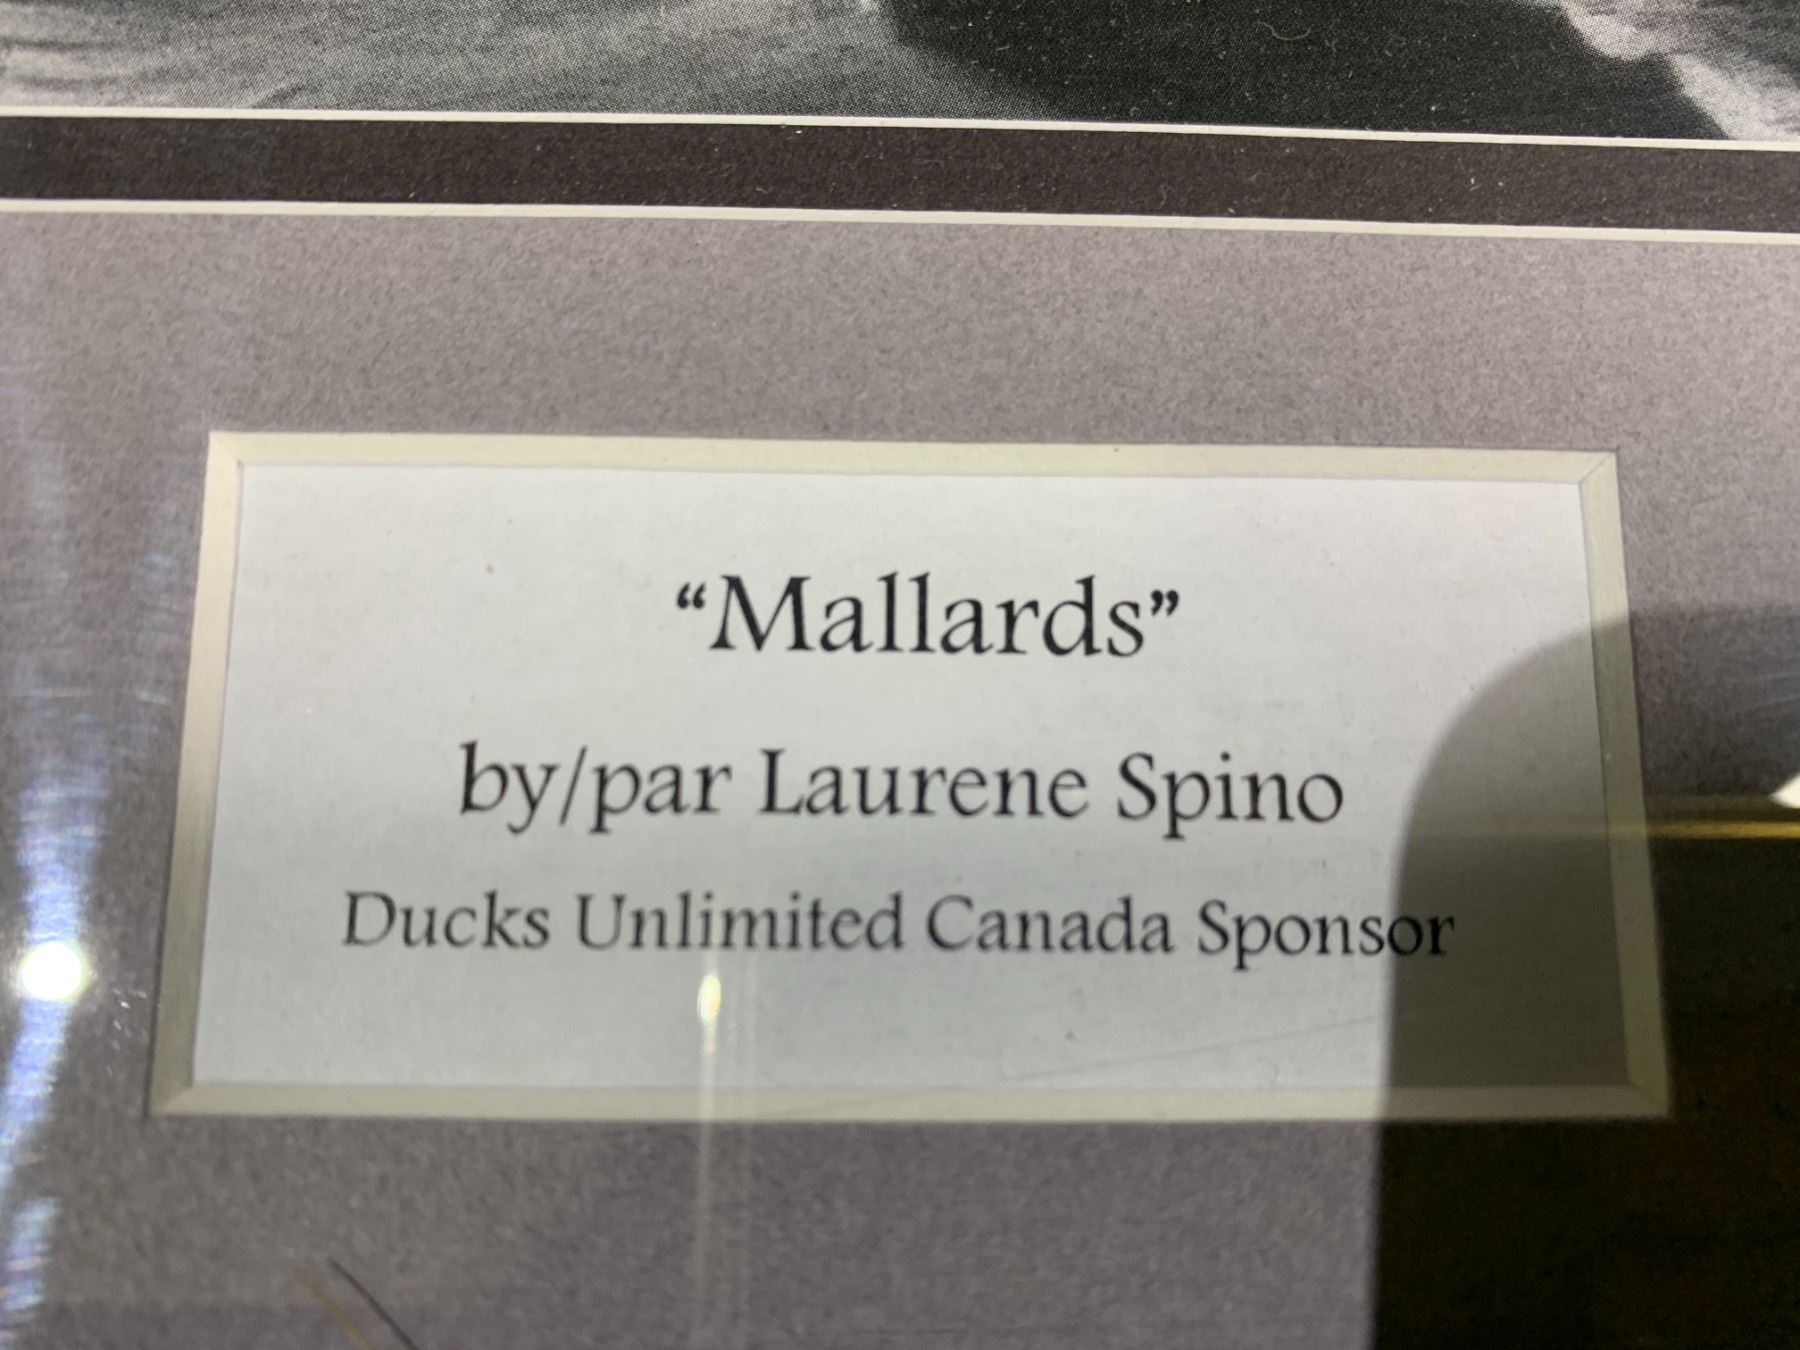 “Mallards”
by/par Laurene Spino
Ducks Unlimited Canada Sponsor